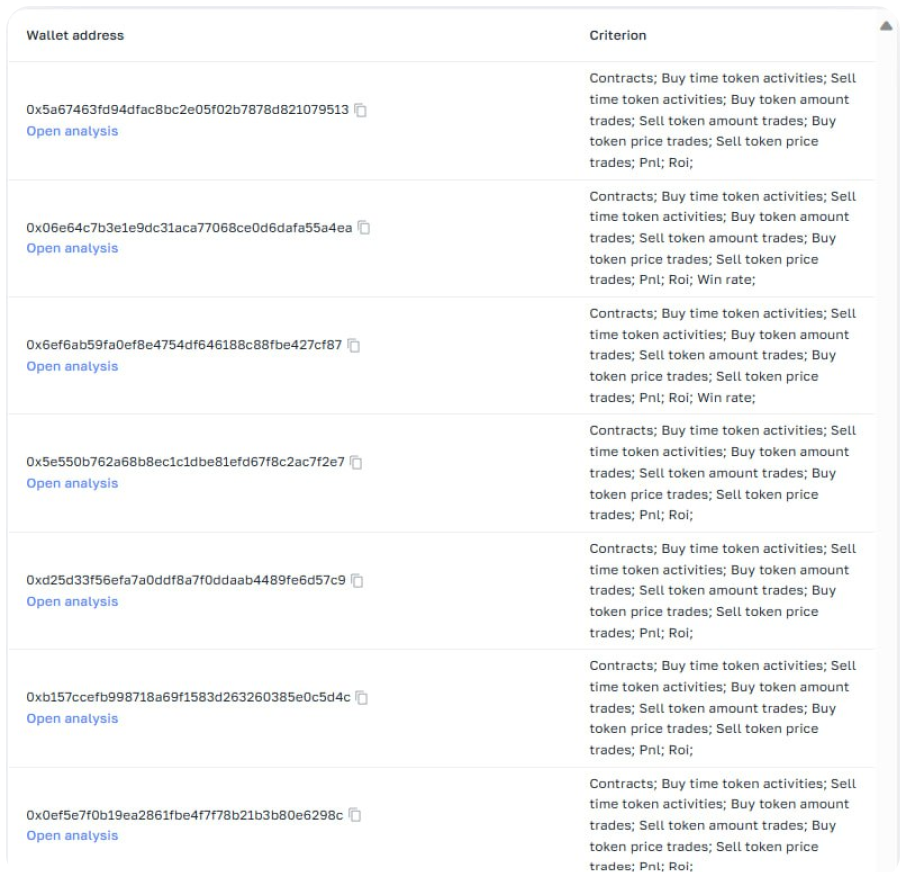 Wallet address
Criterion
0x5a67463fd94dfac8bc2e05f02b7878d821079513
Open analysis
Contracts; Buy time token activities; Sell
time token activities; Buy token amount
trades; Sell token amount trades; Buy
token price trades; Sell token price
trades; Pnl; Roi;
0x06e64c7b3e1e9dc31aca77068ce0d6dafa55a4ea
Open analysis
Contracts; Buy time token activities; Sell
time token activities; Buy token amount
trades; Sell token amount trades; Buy
token price trades; Sell token price
trades; Pnl; Roi; Win rate;
0x6ef6ab59fa0ef8e4754df646188c88fbe427cf87
Open analysis
Contracts; Buy time token activities; Sell
time token activities; Buy token amount
trades; Sell token amount trades; Buy
token price trades; Sell token price
trades; Pnl; Roi; Win rate;
0x5e550b762a68b8ec1c1dbe81efd67f8c2ac7f2e7
Open analysis
Contracts; Buy time token activities; Sell
time token activities; Buy token amount
trades; Sell token amount trades; Buy
token price trades; Sell token price
trades; Pnl; Roi;
0xd25d33f56efa7a0ddf8a7f0ddaab4489fe6d57c9
Open analysis
Contracts; Buy time token activities; Sell
time token activities; Buy token amount
trades; Sell token amount trades; Buy
token price trades; Sell token price
trades; Pnl; Roi;
0xb157ccefb998718a69f1583d263260385e0c5d4c
Open analysis
Contracts; Buy time token activities; Sell
time token activities; Buy token amount
trades; Sell token amount trades; Buy
token price trades; Sell token price
trades; Pnl; Roi;
0x0ef5e7f0b19ea2861fbe4f7f78b21b3b80e6298c
Open analysis
Contracts; Buy time token activities; Sell
time token activities; Buy token amount
trades; Sell token amount trades; Buy
token price trades; Sell token price
trades; Pnl; Roi;